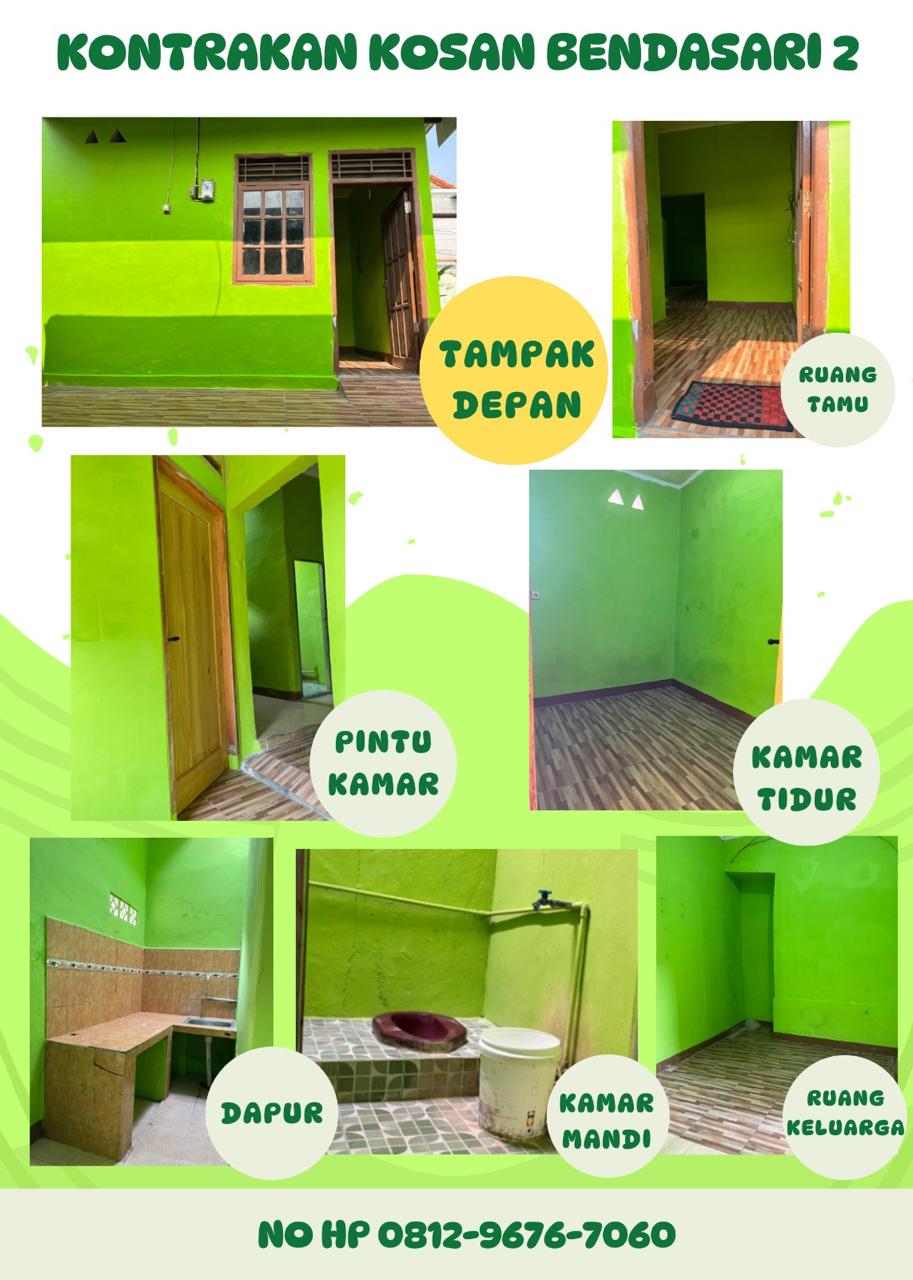 KONTRAKAN KOSAN BENDASARI 2
TAMPAK
DEPAN
RUANG
TAMU
PINTU
KAMAR
KAMAR
TIDUR
DAPUR
KAMAR
MANDI
RUANG
KELUARGA
NO HP 0812-9676-7060